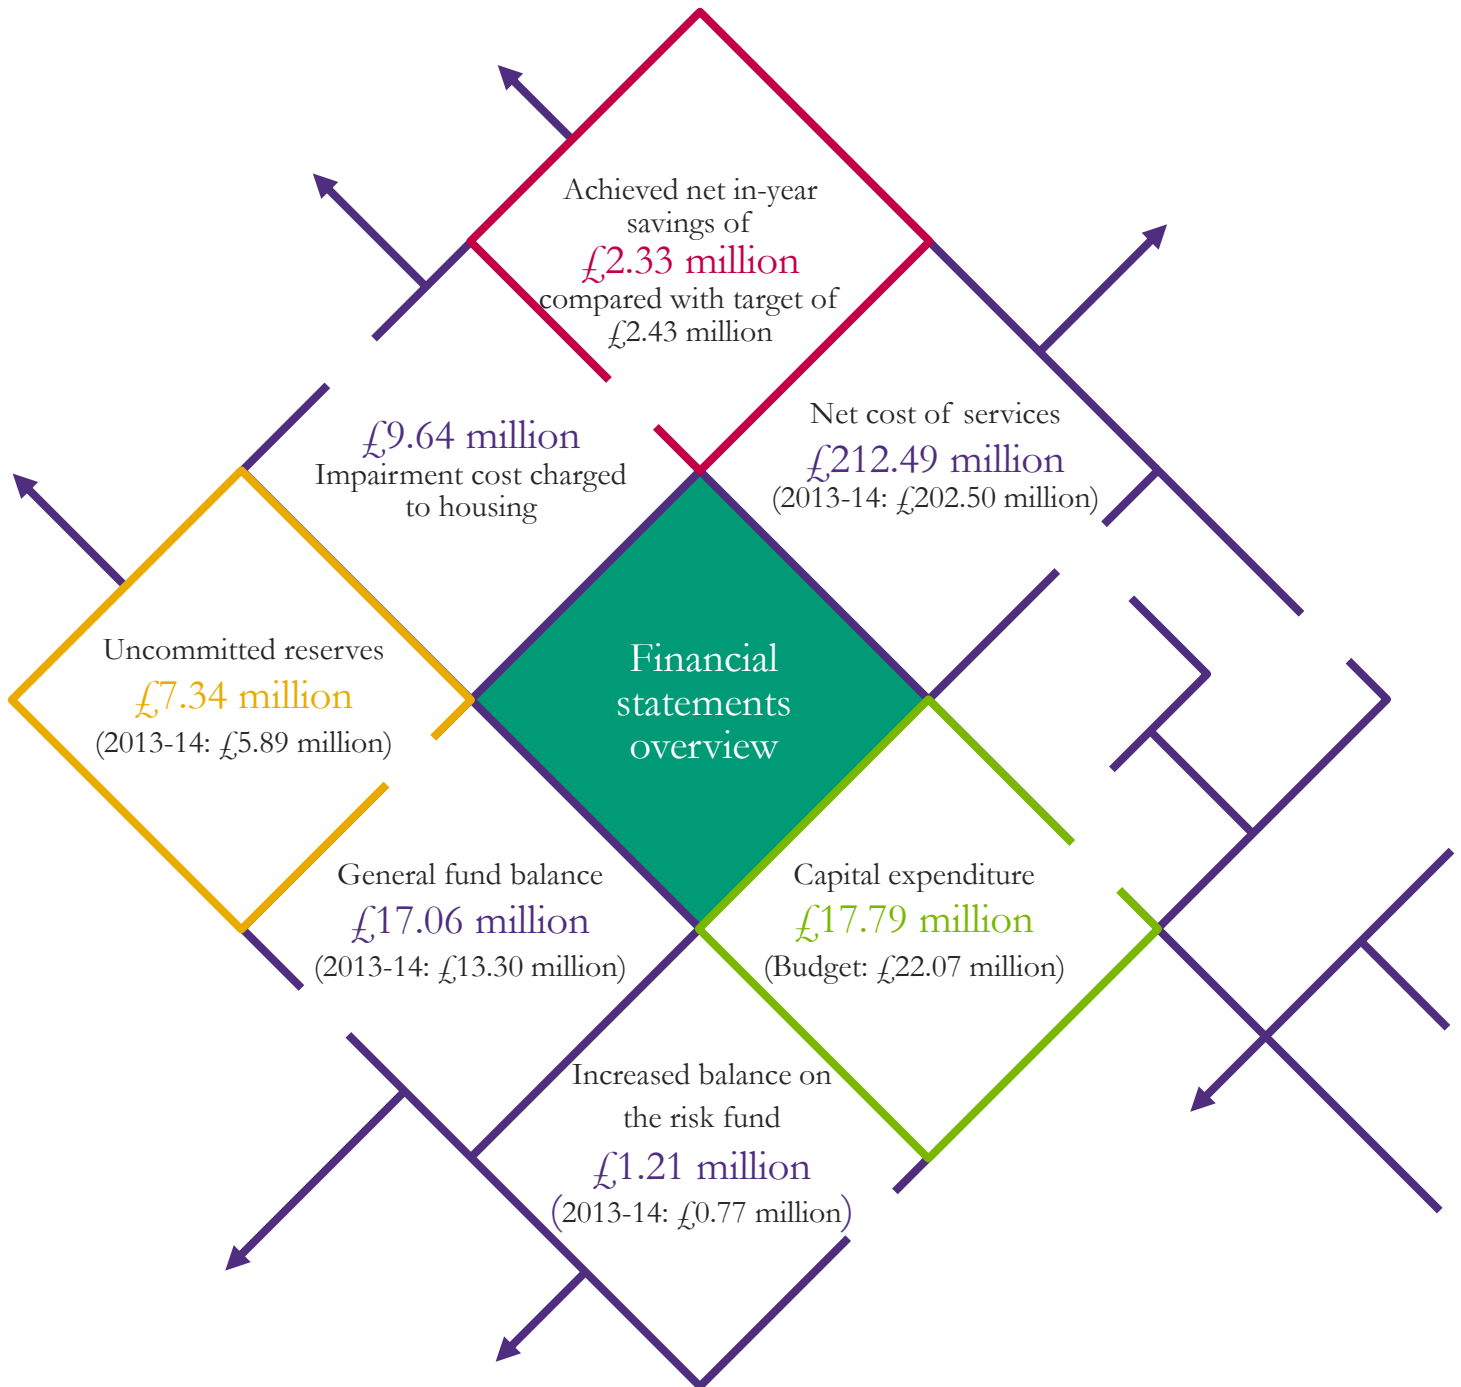 Achieved net in-year
savings of
£2.33 million
compared with target of
£2.43 million
£9.64 million
Impairment cost charged
to housing
Net cost of services
£212.49 million
(2013-14: £202.50 million)
Uncommitted reserves
£7.34 million
(2013-14: £5.89 million)
Financial
statements
overview
General fund balance
£17.06 million
(2013-14: £13.30 million)
Capital expenditure
£17.79 million
(Budget: £22.07 million)
Increased balance on
the risk fund
£1.21 million
(2013-14: £0.77 million)